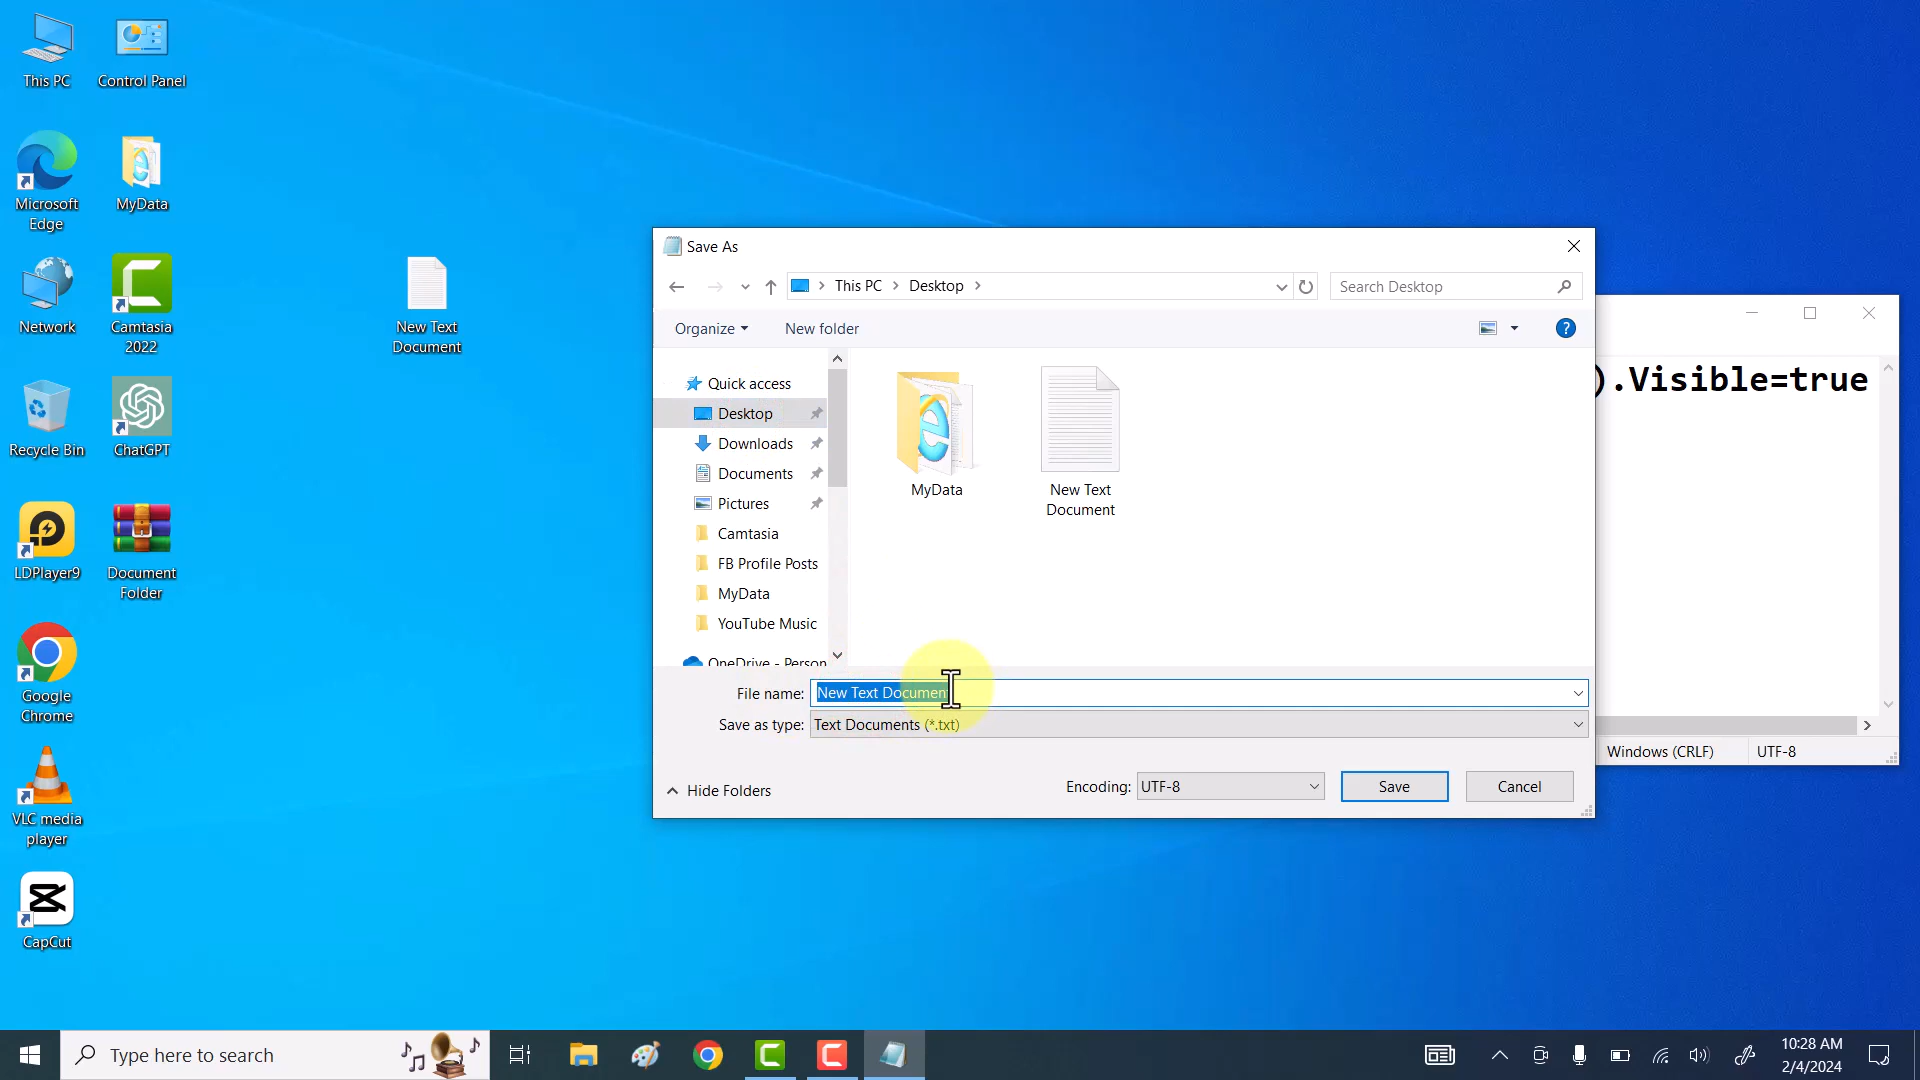 This PC
Control Panel
Microsoft
Edge
MyData
Network
Camtasia
2022
New Text
Document
Recycle Bin
ChatGPT
LDPlayer9
Document
Folder
Google
Chrome
VLC media
player
CapCut
Save As
This PC
Desktop
Search Desktop
Organize
New folder
Quick access
Desktop
Downloads
Documents
Pictures
Camtasia
FB Profile Posts
MyData
YouTube Music
OneDrive - Person
MyData
New Text
Document
File name: New Text Document
Save as type: Text Documents (*.txt)
Hide Folders
Encoding: UTF-8
Save
Cancel
).Visible=true
Windows (CRLF)
UTF-8
Type here to search
10:28 AM
2/4/2024